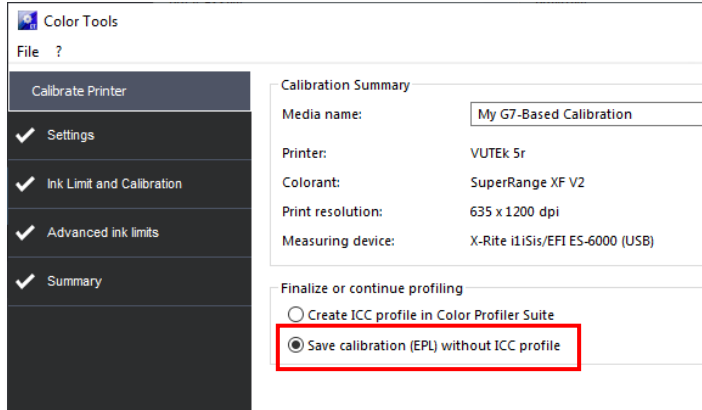 Color Tools
File ?
Calibrate Printer
Settings
Ink Limit and Calibration
Advanced ink limits
Summary
Calibration Summary
Media name: My G7-Based Calibration
Printer: VUTEk 5r
Colorant: SuperRange XF V2
Print resolution: 635 x 1200 dpi
Measuring device: X-Rite i1iSis/EFI ES-6000 (USB)
Finalize or continue profiling
Create ICC profile in Color Profiler Suite
Save calibration (EPL) without ICC profile